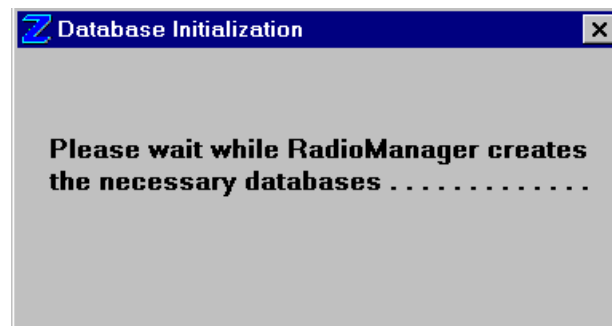 Z Database Initialization
Please wait while RadioManager creates
the necessary databases . . . . . . . . . . . . .